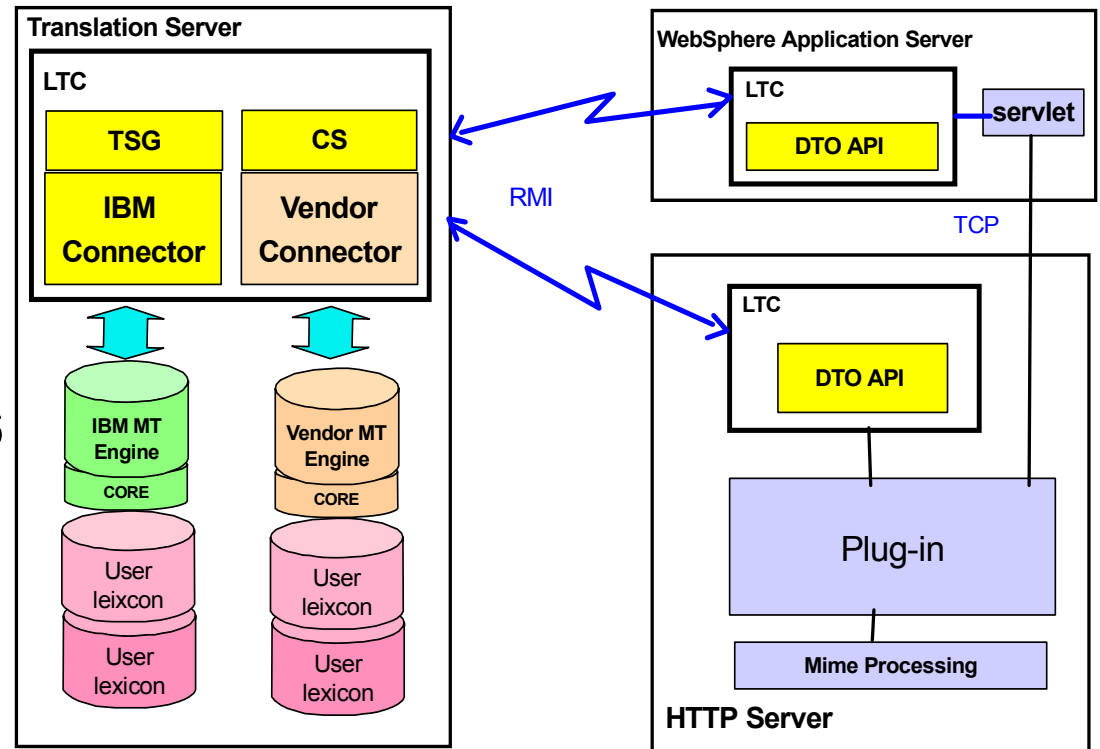 Translation Server
LTC
TSG
CS
IBM
Connector
Vendor
Connector
IBM MT
Engine
CORE
Vendor MT
Engine
CORE
User
leixcon
User
lexicon
User
leixcon
User
lexicon
RMI
WebSphere Application Server
LTC
DTO API
servlet
TCP
LTC
DTO API
Plug-in
Mime Processing
HTTP Server